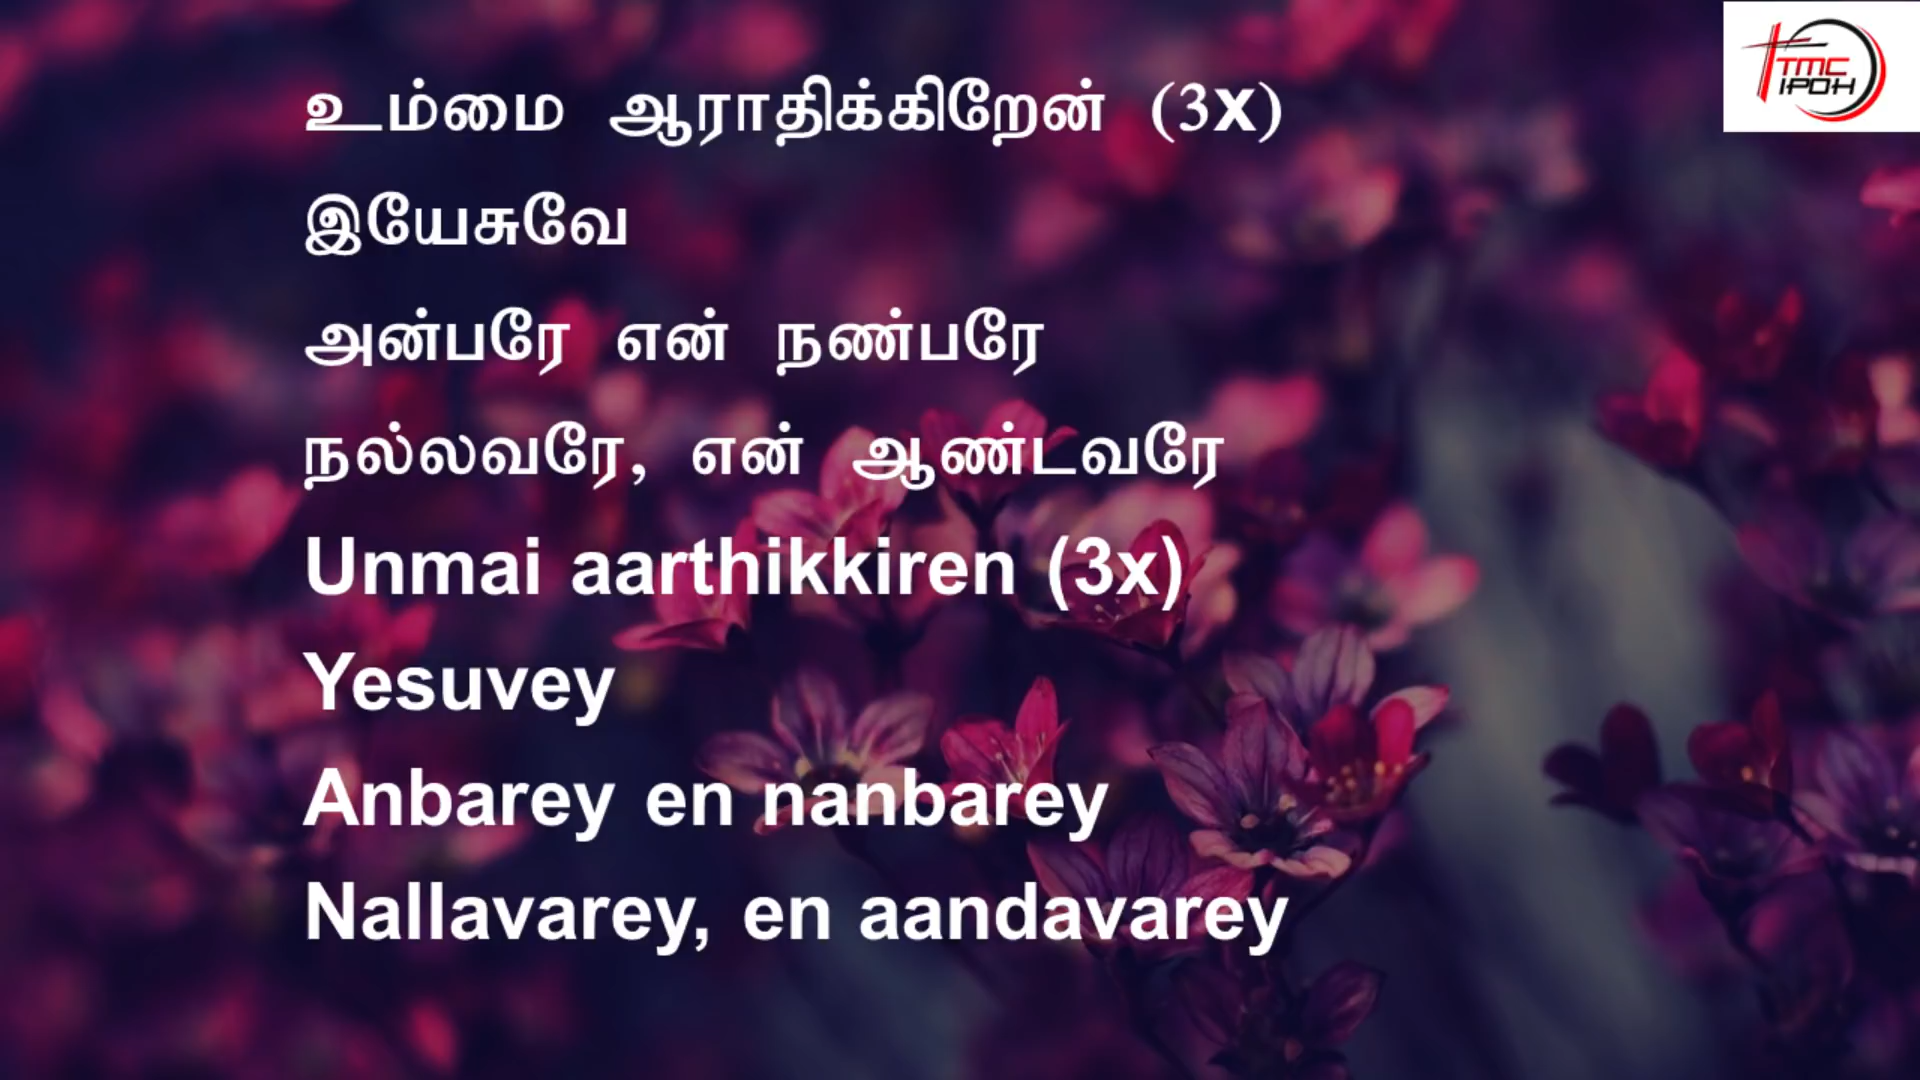 உம்மை ஆராதிக்கிறேன் (3x)
இயேசுவே
அன்பரே என் நண்பரே
நல்லவரே, என் ஆண்டவரே
Unmai aarthikkiren (3x)
Yesuvey
Anbarey en nanbarey
Nallavarey, en aandavarey
TMC
IPOH